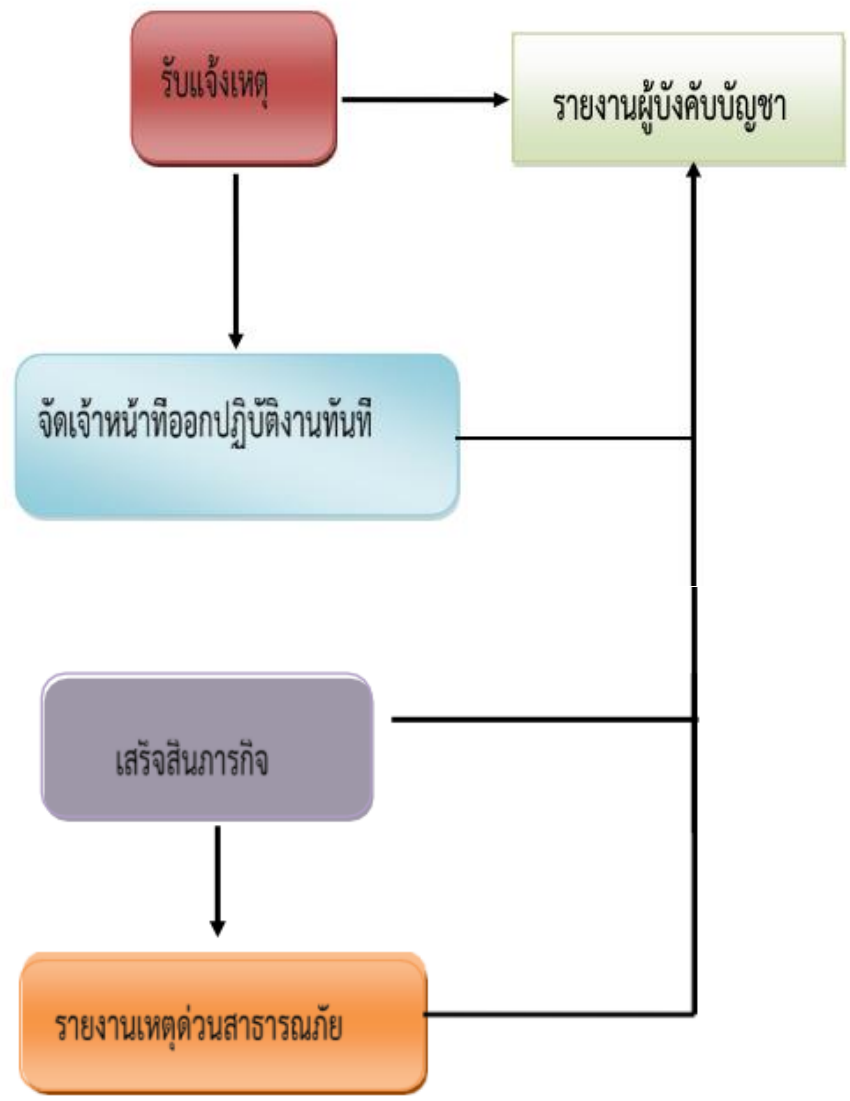 รับแจ้งเหตุ
รายงานผู้บังคับบัญชา
จัดเจ้าหน้าที่ออกปฏิบัติงานทันที
เสร็จสิ้นภารกิจ
รายงานเหตุด่วนสาธารณภัย